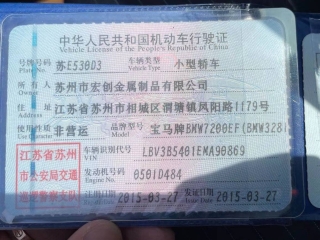 中华人民共和国机动车行驶证
Vehicle License of the People's Republic of China
号牌号码 苏E530D3 车辆类型 小型轿车
Plate No. Vehicle Type
所有人 苏州市宏创金属制品有限公司
Owner
住址 江苏省苏州市相城区渭塘镇凤阳路1179号
Address
使用性质 非营运 品牌型号 宝马牌BMW7200EF(BMW328I
Use Character Model
江苏省苏州 车辆识别代号 LBV3B5401EMA90869
VIN
市公安局交通 发动机号码 0501D484
Engine No.
巡逻警察支队 注册日期 2015-03-27 发证日期 2015-03-27